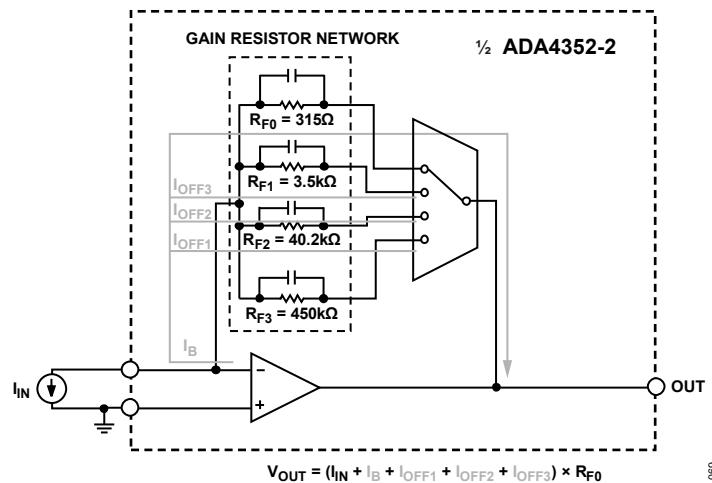 GAIN RESISTOR NETWORK
½ ADA4352-2
RF0 = 315Ω
RF1 = 3.5kΩ
IOFF3
IOFF2
RF2 = 40.2kΩ
IOFF1
RF3 = 450kΩ
IB
IIN
−
+
OUT
VOUT = (IIN + IB + IOFF1 + IOFF2 + IOFF3) × RF0
069